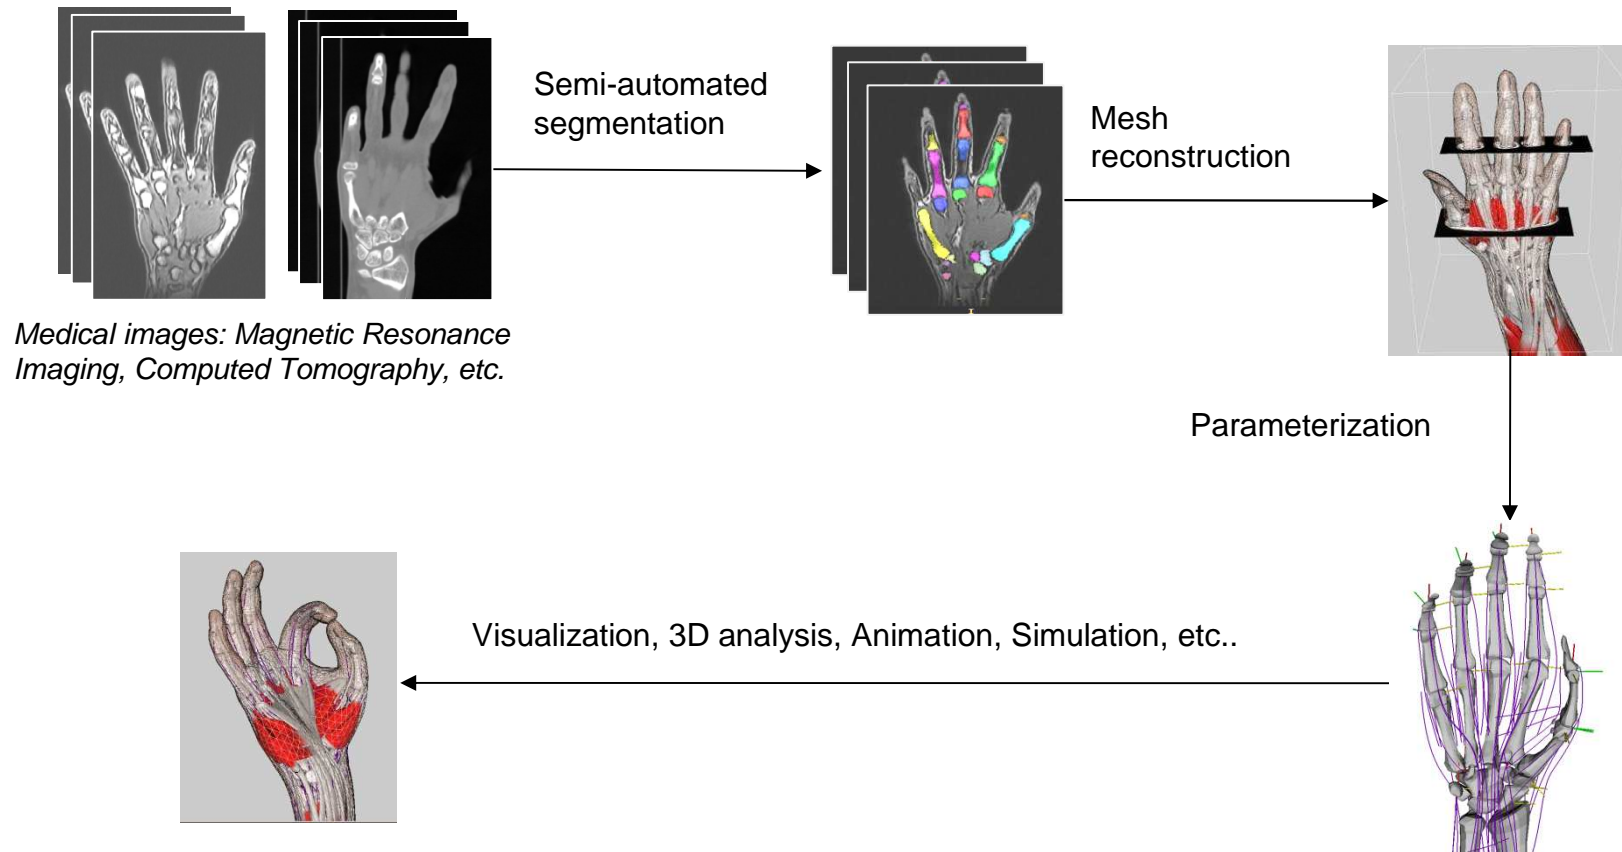 Semi-automated
segmentation
Mesh
reconstruction
Medical images: Magnetic Resonance
Imaging, Computed Tomography, etc.
Parameterization
Visualization, 3D analysis, Animation, Simulation, etc..